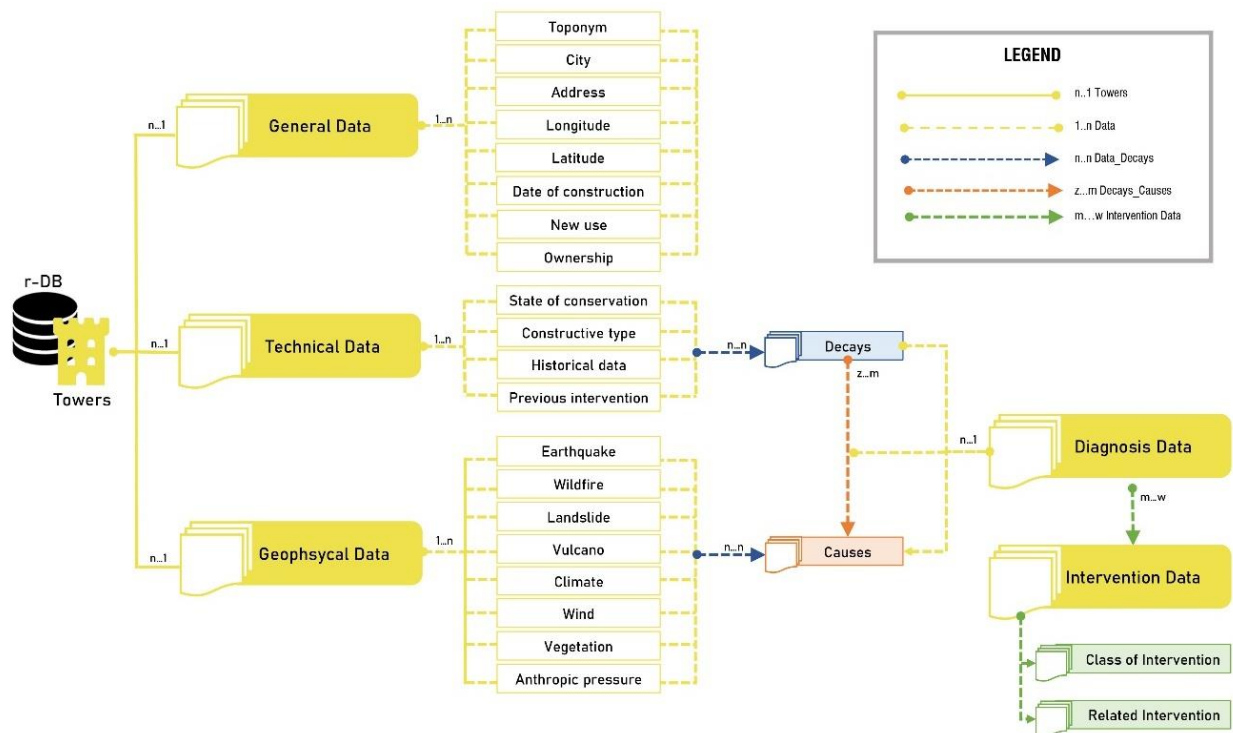 r-DB
Towers
n...1
General Data
1...n
Toponym
City
Address
Longitude
Latitude
Date of construction
New use
Ownership
n...1
Technical Data
1...n
State of conservation
Constructive type
Historical data
Previous intervention
n...n
Decays
z...m
n...1
Geophsycal Data
1...n
Earthquake
Wildfire
Landslide
Vulcano
Climate
Wind
Vegetation
Anthropic pressure
n...n
Causes
n...1
Diagnosis Data
m...w
Intervention Data
Class of Intervention
Related Intervention
LEGEND
n..1 Towers
1..n Data
n..n Data_Decays
z...m Decays_Causes
m...w Intervention Data